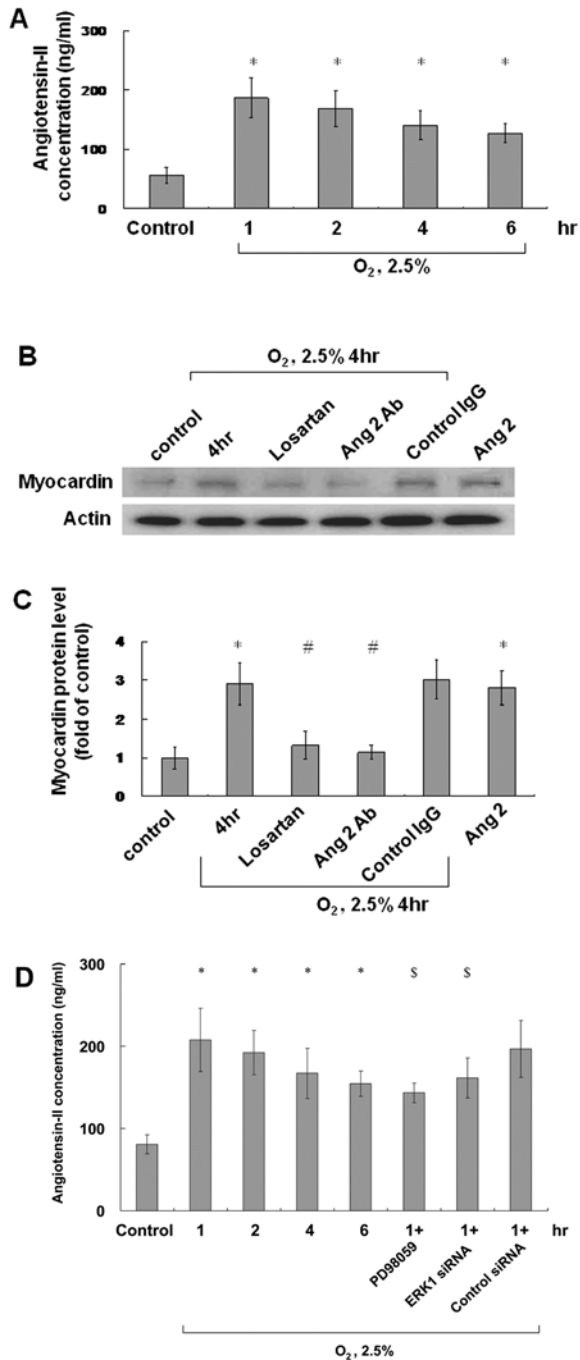 A
Angiotensin-II
concentration (ng/ml)
300
200
100
0
* * * *
Control 1 2 4 6 hr
O2, 2.5%
B
O2, 2.5% 4hr
control 4hr Losartan Ang 2 Ab Control IgG Ang 2
Myocardin
Actin
C
Myocardin protein level
(fold of control)
4
3
2
1
0
* # # *
control 4hr Losartan Ang 2 Ab Control IgG Ang 2
O2, 2.5% 4hr
D
Angiotensin-II concentration (ng/ml)
300
200
100
0
* * * * $ $
Control 1 2 4 6 1+ 1+ 1+ hr
PD98059 ERK1 siRNA Control siRNA
O2, 2.5%